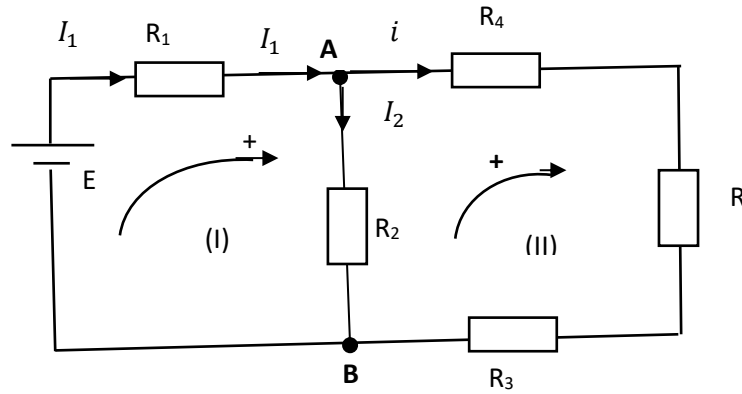 I₁ R₁ I₁ A i R₄
I₂
+ +
E R
(I) R₂ (II)
B R₃